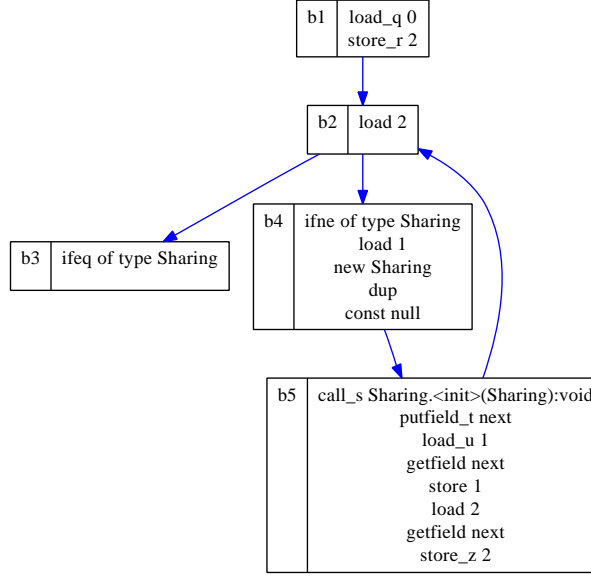 b1
load_q 0
store_r 2
b2
load 2
b3
ifeq of type Sharing
b4
ifne of type Sharing
load 1
new Sharing
dup
const null
b5
call_s Sharing.<init>(Sharing):void
putfield_t next
load_u 1
getfield next
store 1
load 2
getfield next
store_z 2